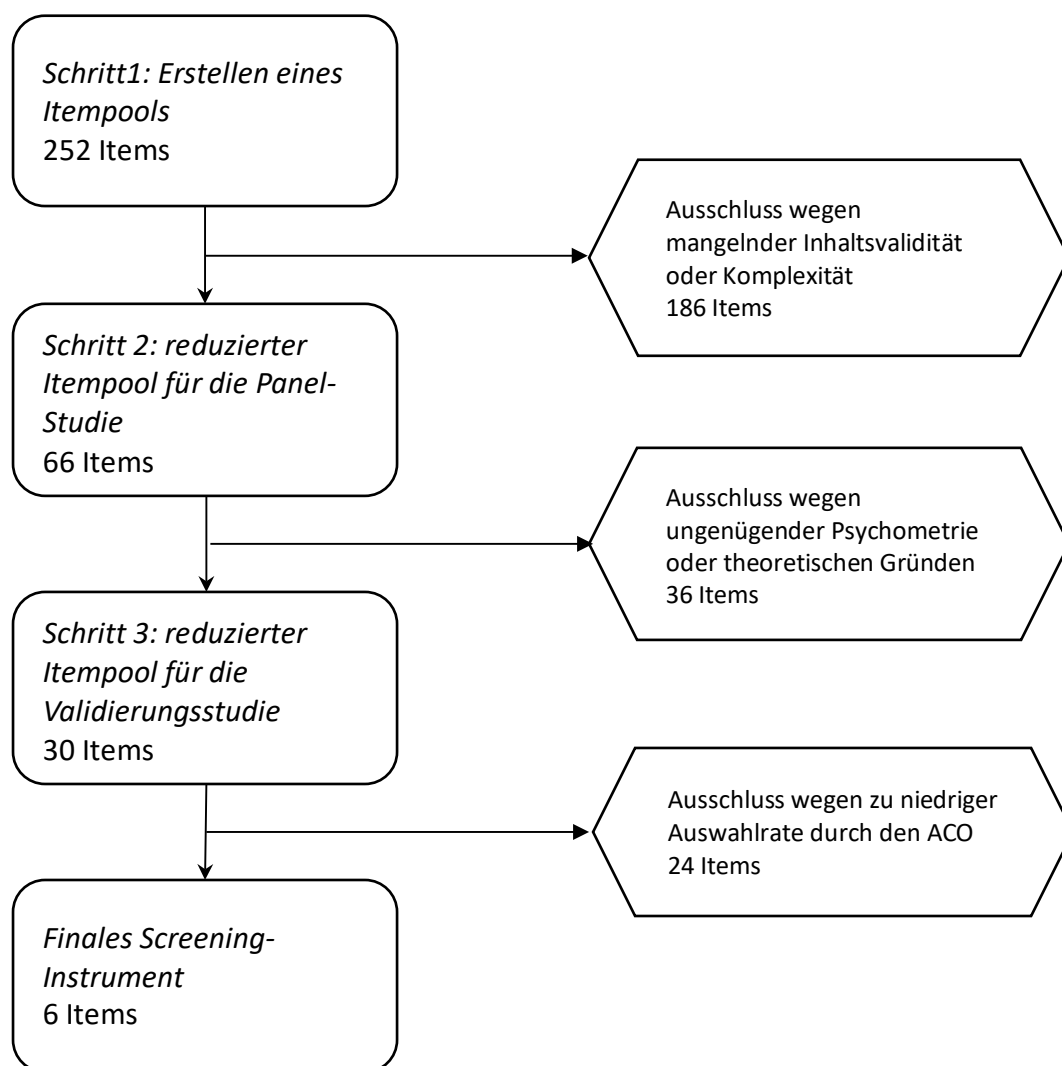 Schritt1: Erstellen eines
Itempools
252 Items
Ausschluss wegen
mangelnder Inhaltsvalidität
oder Komplexität
186 Items
Schritt 2: reduzierter
Itempool für die Panel-
Studie
66 Items
Ausschluss wegen
ungenügender Psychometrie
oder theoretischen Gründen
36 Items
Schritt 3: reduzierter
Itempool für die
Validierungsstudie
30 Items
Ausschluss wegen zu niedriger
Auswahlrate durch den ACO
24 Items
Finales Screening-
Instrument
6 Items